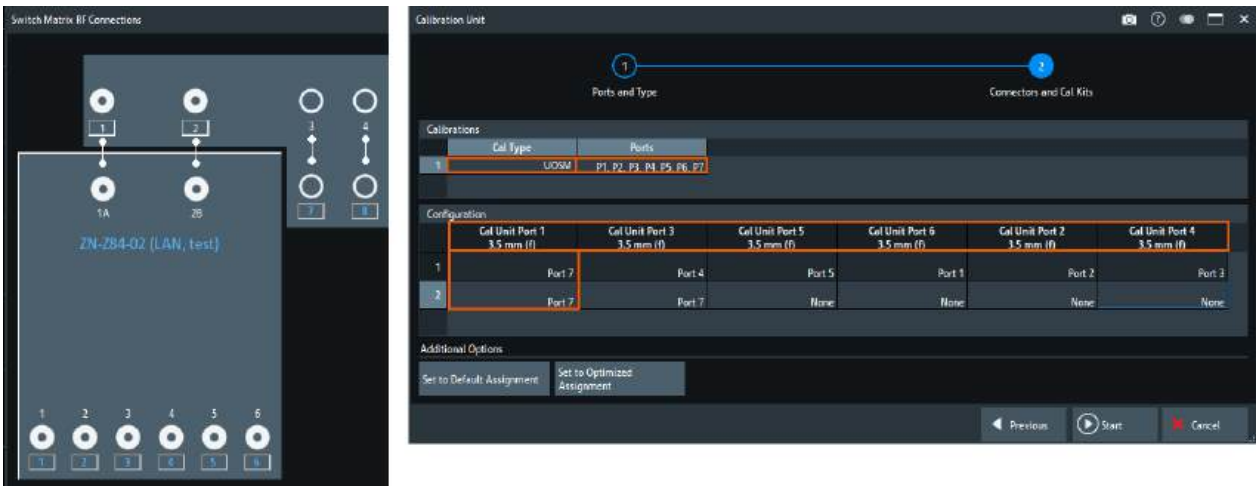 Switch Matrix RF Connections
1 2 3 4
1A 2B 7 8
ZN-Z84-02 (LAN, test)
1 2 3 4 5 6
1 2 3 4 5 6
Calibration Unit
1 2
Ports and Type Connectors and Cal Kits
Calibrations
Cal Type Ports
1 UOSM P1, P2, P3, P4, P5, P6, P7
Configuration
Cal Unit Port 1 Cal Unit Port 3 Cal Unit Port 5 Cal Unit Port 6 Cal Unit Port 2 Cal Unit Port 4
3.5 mm (f) 3.5 mm (f) 3.5 mm (f) 3.5 mm (f) 3.5 mm (f) 3.5 mm (f)
1 Port 7 Port 4 Port 5 Port 1 Port 2 Port 3
2 Port 7 Port 7 None None None None
Additional Options
Set to Default Assignment Set to Optimized
Assignment
Previous Start Cancel